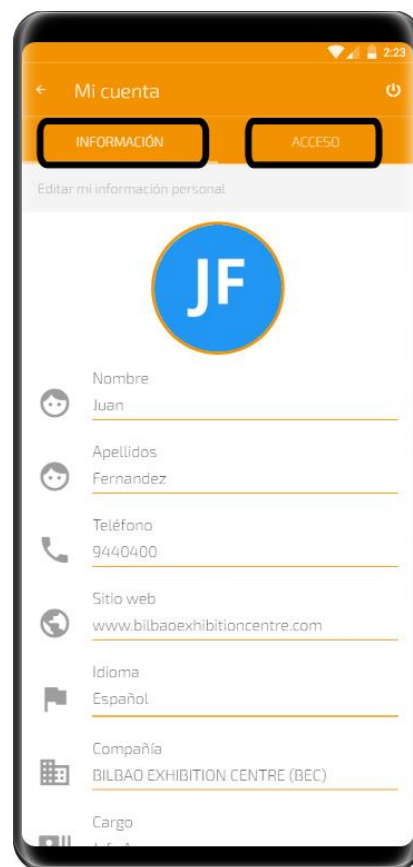 2:23
Mi cuenta
INFORMACIÓN
ACCESO
Editar mi información personal
JF
Nombre
Juan
Apellidos
Fernandez
Teléfono
9440400
Sitio web
www.bilbaoexhibitioncentre.com
Idioma
Español
Compañía
BILBAO EXHIBITION CENTRE (BEC)
Cargo